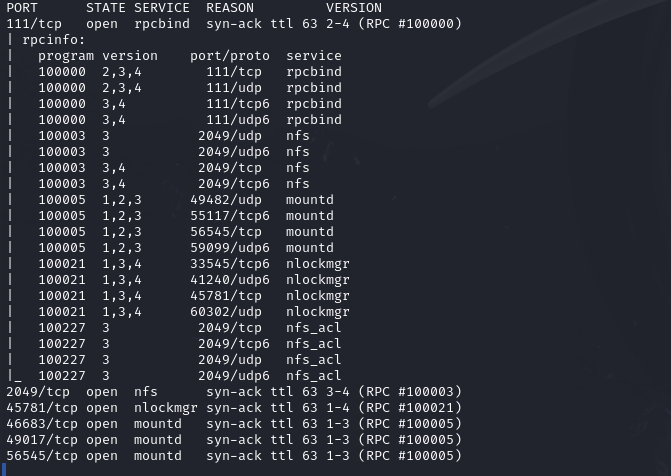 PORT      STATE SERVICE  REASON         VERSION
111/tcp   open  rpcbind  syn-ack ttl 63 2-4 (RPC #100000)
| rpcinfo:
|   program version    port/proto  service
|   100000  2,3,4        111/tcp   rpcbind
|   100000  2,3,4        111/udp   rpcbind
|   100000  3,4          111/tcp6  rpcbind
|   100000  3,4          111/udp6  rpcbind
|   100003  3           2049/udp   nfs
|   100003  3           2049/udp6  nfs
|   100003  3,4         2049/tcp   nfs
|   100003  3,4         2049/tcp6  nfs
|   100005  1,2,3      49482/udp   mountd
|   100005  1,2,3      55117/tcp6  mountd
|   100005  1,2,3      56545/tcp   mountd
|   100005  1,2,3      59099/udp6  mountd
|   100021  1,3,4      33545/tcp6  nlockmgr
|   100021  1,3,4      41240/udp6  nlockmgr
|   100021  1,3,4      45781/tcp   nlockmgr
|   100021  1,3,4      60302/udp   nlockmgr
|   100227  3           2049/tcp   nfs_acl
|   100227  3           2049/tcp6  nfs_acl
|   100227  3           2049/udp   nfs_acl
|_  100227  3           2049/udp6  nfs_acl
2049/tcp  open  nfs      syn-ack ttl 63 3-4 (RPC #100003)
45781/tcp open  nlockmgr syn-ack ttl 63 1-4 (RPC #100021)
46683/tcp open  mountd   syn-ack ttl 63 1-3 (RPC #100005)
49017/tcp open  mountd   syn-ack ttl 63 1-3 (RPC #100005)
56545/tcp open  mountd   syn-ack ttl 63 1-3 (RPC #100005)